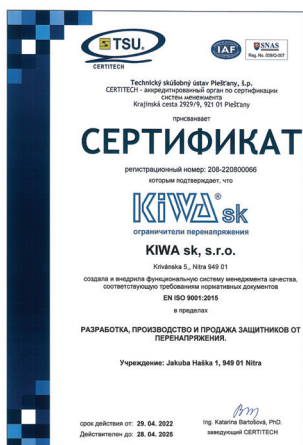 TSU.
CERTITECH
IAF
SNAS
Reg. No. 009/Q-007
Technický skúšobný ústav Piešťany, š.p.
CERTITECH - аккредитированный орган по сертификации
систем менежмента
Krajinská cesta 2929/9, 921 01 Piešťany
присваивает
СЕРТИФИКАТ
регистрационный номер: 208-220800066
которым подтверждает, что
KIWA® sk
ограничители перенапряжения
KIWA sk, s.r.o.
Krivánska 5,, Nitra 949 01
создала и внедрила функциональную систему менеджмента качества,
соответствующую требованиям нормативных документов
EN ISO 9001:2015
в пределах
РАЗРАБОТКА, ПРОИЗВОДСТВО И ПРОДАЖА ЗАЩИТНИКОВ ОТ
ПЕРЕНАПРЯЖЕНИЯ.
Учреждение: Jakuba Haška 1, 949 01 Nitra
срок действия от: 29. 04. 2022
Действителен до: 28. 04. 2025
Ing. Katarína Bartošová, PhD.
заведующий CERTITECH